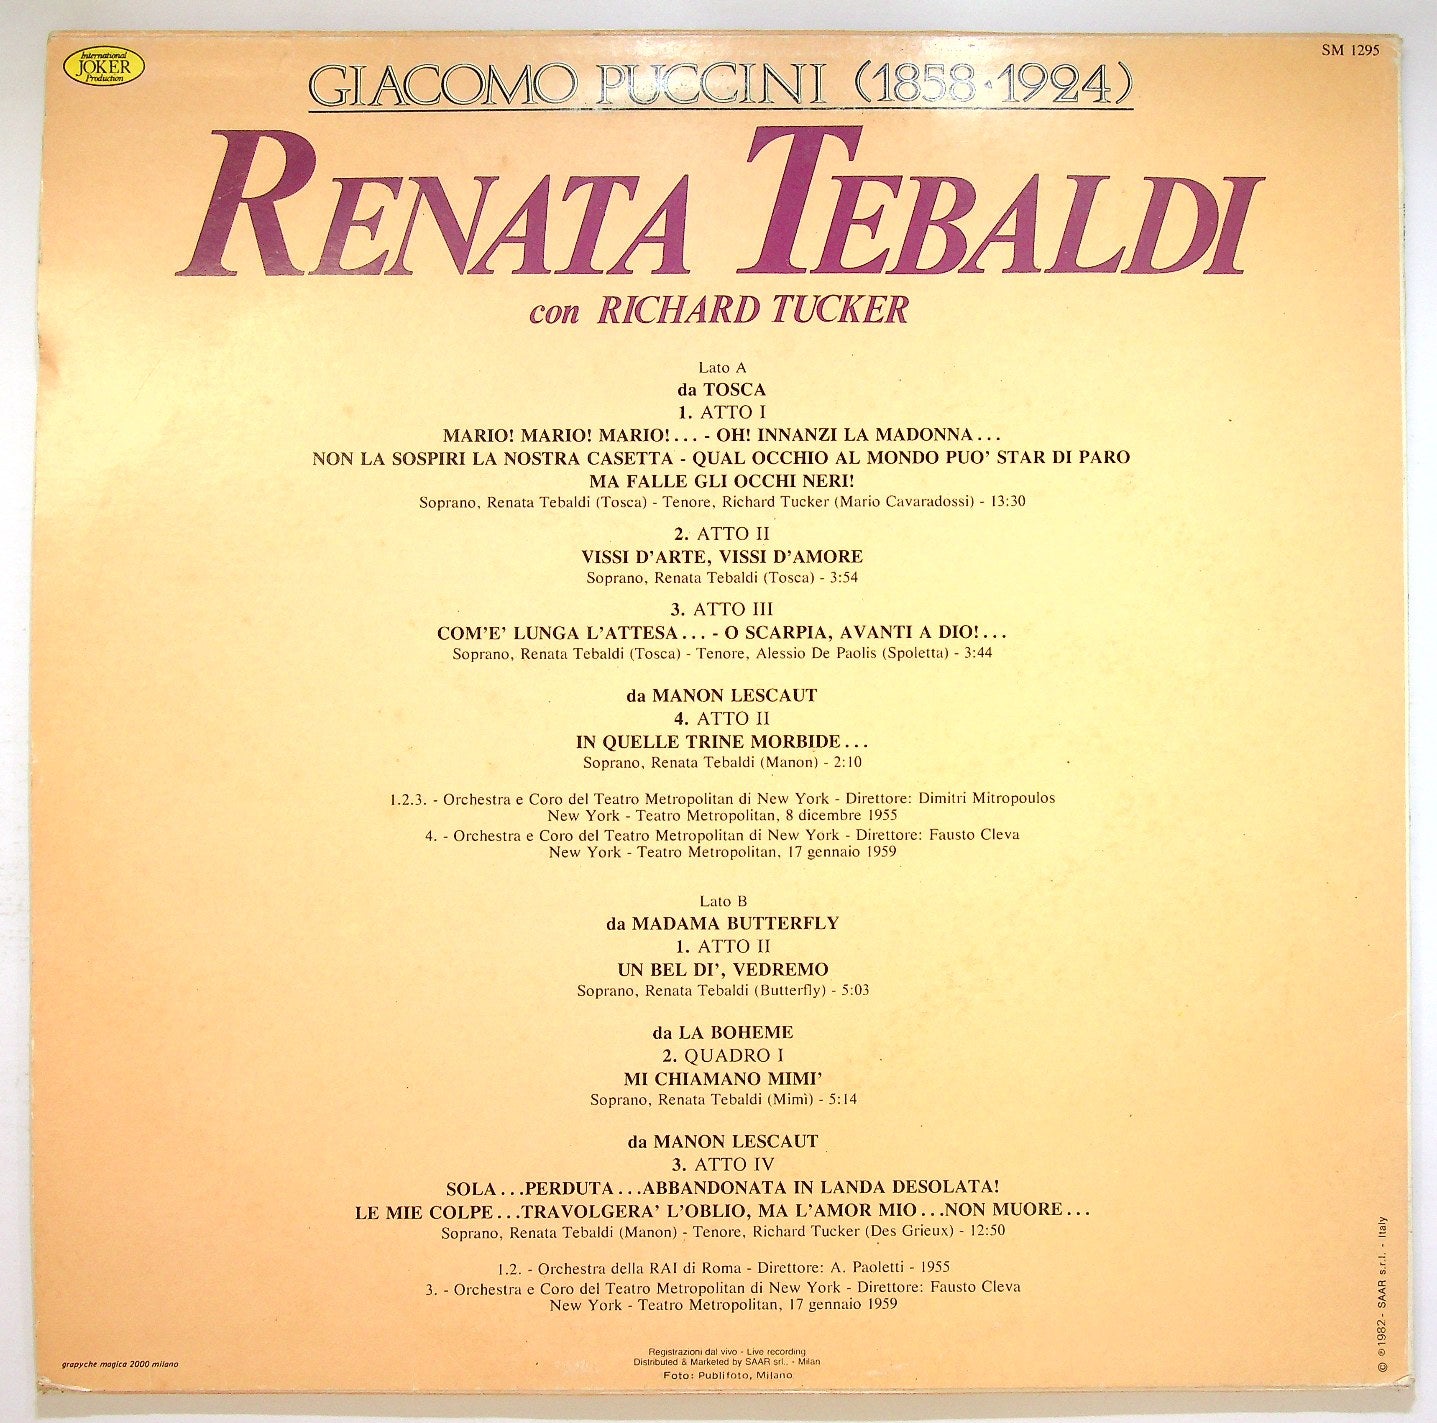 International
JOKER
Production
SM 1295
GIACOMO PUCCINI (1858·1924)
RENATA TEBALDI
con RICHARD TUCKER
Lato A
da TOSCA
1. ATTO I
MARIO! MARIO! MARIO!... - OH! INNANZI LA MADONNA...
NON LA SOSPIRI LA NOSTRA CASETTA - QUAL OCCHIO AL MONDO PUO' STAR DI PARO
MA FALLE GLI OCCHI NERI!
Soprano, Renata Tebaldi (Tosca) - Tenore, Richard Tucker (Mario Cavaradossi) - 13:30
2. ATTO II
VISSI D'ARTE, VISSI D'AMORE
Soprano, Renata Tebaldi (Tosca) - 3:54
3. ATTO III
COM'E' LUNGA L'ATTESA... - O SCARPIA, AVANTI A DIO!...
Soprano, Renata Tebaldi (Tosca) - Tenore, Alessio De Paolis (Spoletta) - 3:44
da MANON LESCAUT
4. ATTO II
IN QUELLE TRINE MORBIDE...
Soprano, Renata Tebaldi (Manon) - 2:10
1.2.3. - Orchestra e Coro del Teatro Metropolitan di New York - Direttore: Dimitri Mitropoulos
New York - Teatro Metropolitan, 8 dicembre 1955
4. - Orchestra e Coro del Teatro Metropolitan di New York - Direttore: Fausto Cleva
New York - Teatro Metropolitan, 17 gennaio 1959
Lato B
da MADAMA BUTTERFLY
1. ATTO II
UN BEL DI', VEDREMO
Soprano, Renata Tebaldi (Butterfly) - 5:03
da LA BOHEME
2. QUADRO I
MI CHIAMANO MIMI'
Soprano, Renata Tebaldi (Mimì) - 5:14
da MANON LESCAUT
3. ATTO IV
SOLA...PERDUTA...ABBANDONATA IN LANDA DESOLATA!
LE MIE COLPE...TRAVOLGERA' L'OBLIO, MA L'AMOR MIO...NON MUORE...
Soprano, Renata Tebaldi (Manon) - Tenore, Richard Tucker (Des Grieux) - 12:50
1.2. - Orchestra della RAI di Roma - Direttore: A. Paoletti - 1955
3. - Orchestra e Coro del Teatro Metropolitan di New York - Direttore: Fausto Cleva
New York - Teatro Metropolitan, 17 gennaio 1959
Registrazioni dal vivo - Live recording
Distributed & Marketed by SAAR srl.. - Milan
Foto: Publifoto, Milano
grapyche magica 2000 milano
© ℗ 1982 - SAAR s.r.l. - Italy